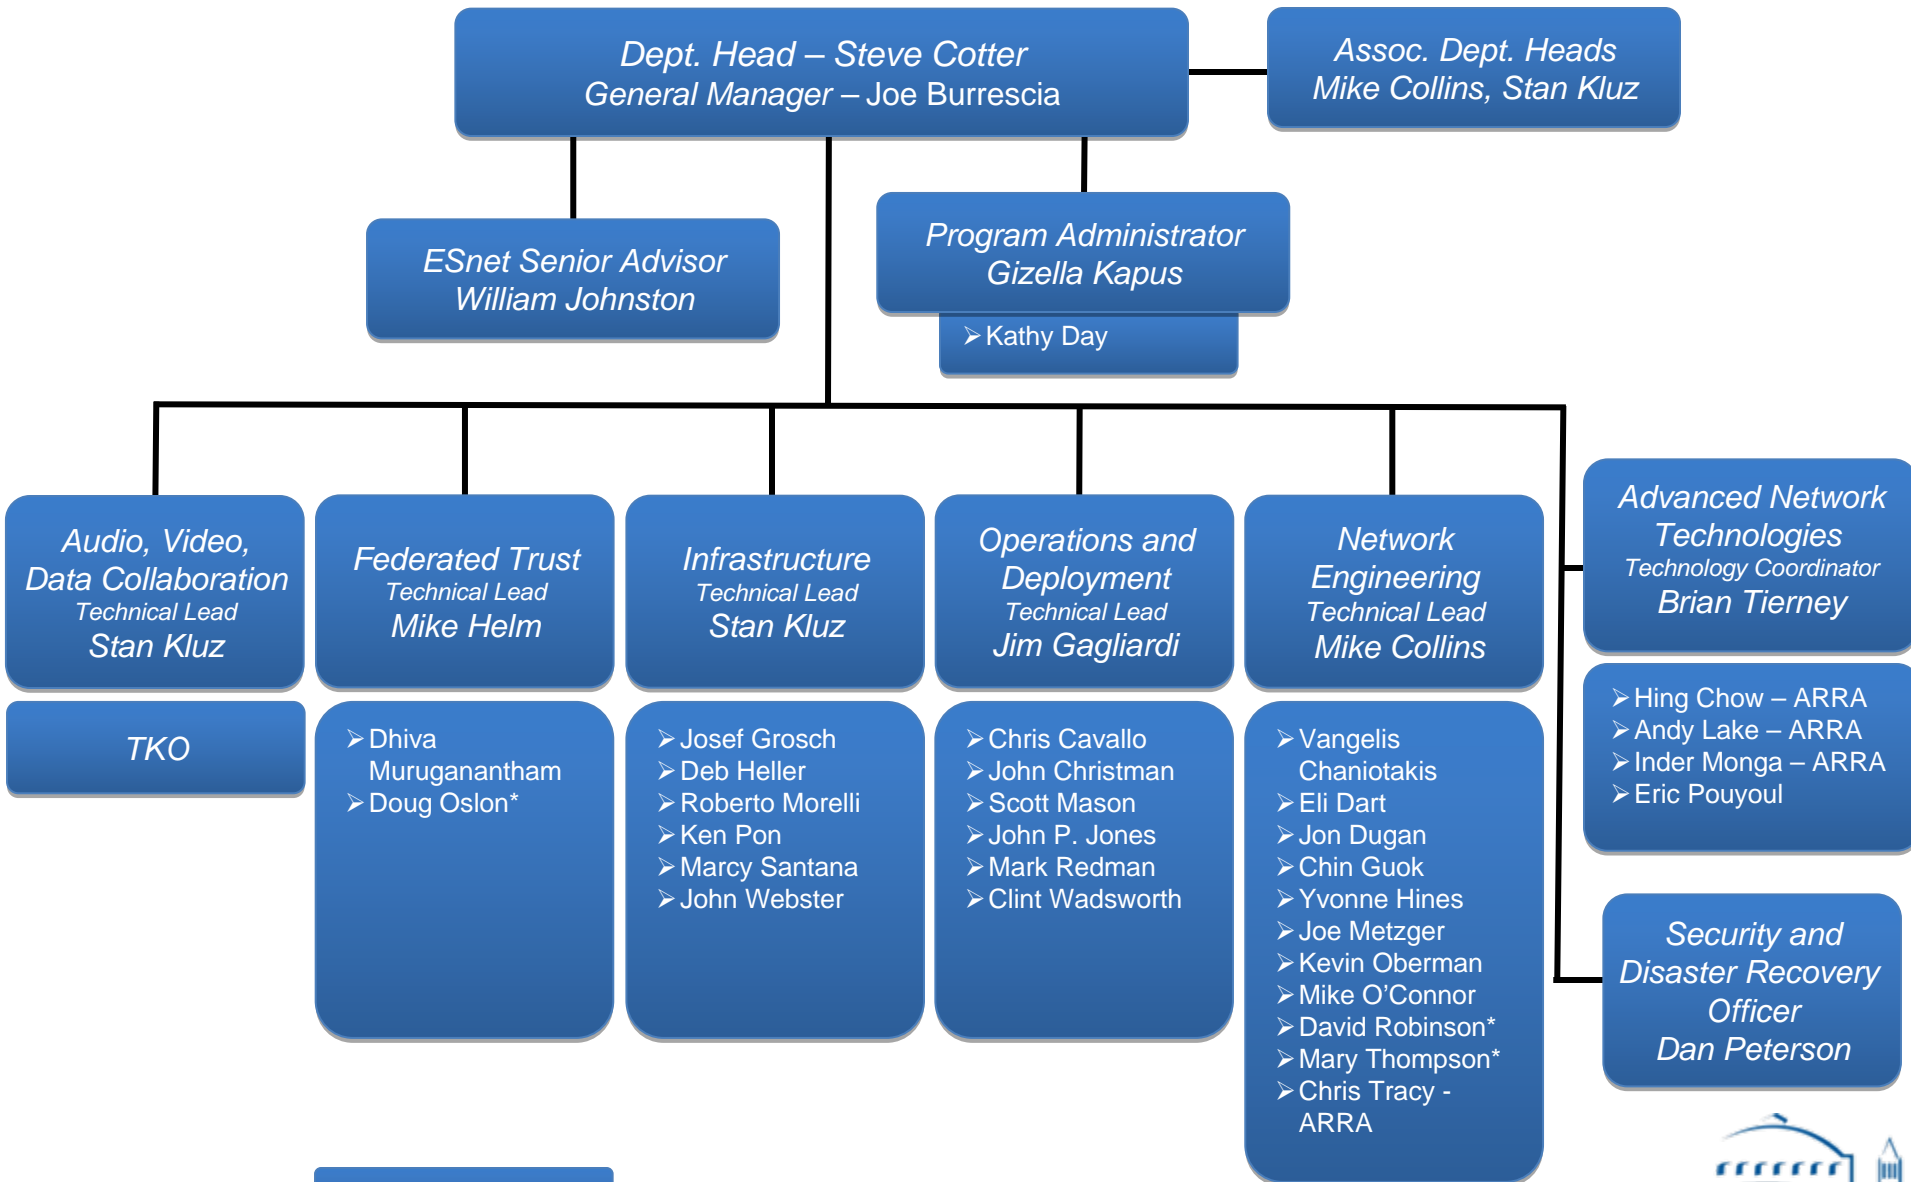 Dept. Head – Steve Cotter
General Manager – Joe Burrescia
Assoc. Dept. Heads
Mike Collins, Stan Kluz
ESnet Senior Advisor
William Johnston
Program Administrator
Gizella Kapus
➢ Kathy Day
Audio, Video,
Data Collaboration
Technical Lead
Stan Kluz
TKO
Federated Trust
Technical Lead
Mike Helm
➢ Dhiva
Muruganantham
➢ Doug Oslon*
Infrastructure
Technical Lead
Stan Kluz
➢ Josef Grosch
➢ Deb Heller
➢ Roberto Morelli
➢ Ken Pon
➢ Marcy Santana
➢ John Webster
Operations and
Deployment
Technical Lead
Jim Gagliardi
➢ Chris Cavallo
➢ John Christman
➢ Scott Mason
➢ John P. Jones
➢ Mark Redman
➢ Clint Wadsworth
Network
Engineering
Technical Lead
Mike Collins
➢ Vangelis
Chaniotakis
➢ Eli Dart
➢ Jon Dugan
➢ Chin Guok
➢ Yvonne Hines
➢ Joe Metzger
➢ Kevin Oberman
➢ Mike O’Connor
➢ David Robinson*
➢ Mary Thompson*
➢ Chris Tracy -
ARRA
Advanced Network
Technologies
Technology Coordinator
Brian Tierney
➢ Hing Chow – ARRA
➢ Andy Lake – ARRA
➢ Inder Monga – ARRA
➢ Eric Pouyoul
Security and
Disaster Recovery
Officer
Dan Peterson